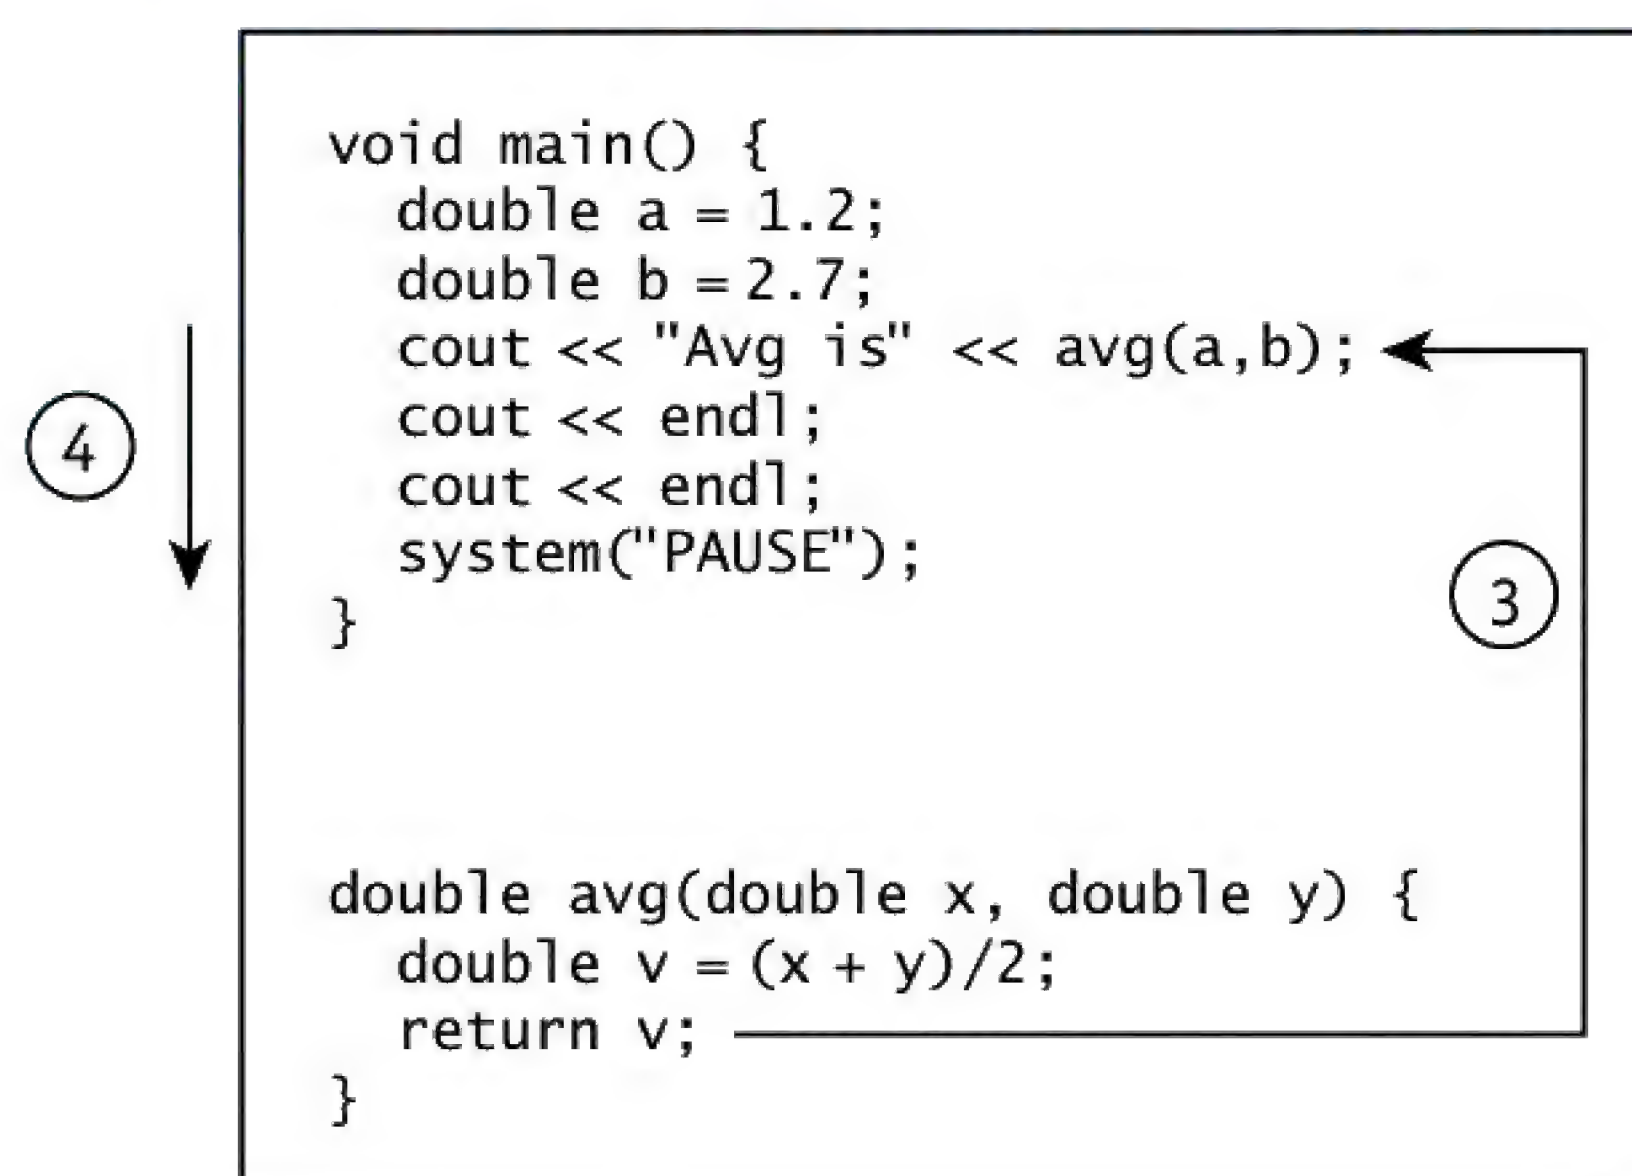 void main() {
double a = 1.2;
double b = 2.7;
cout << "Avg is" << avg(a,b);
cout << endl;
cout << endl;
system("PAUSE");
}
4
3
double avg(double x, double y) {
double v = (x + y)/2;
return v;
}